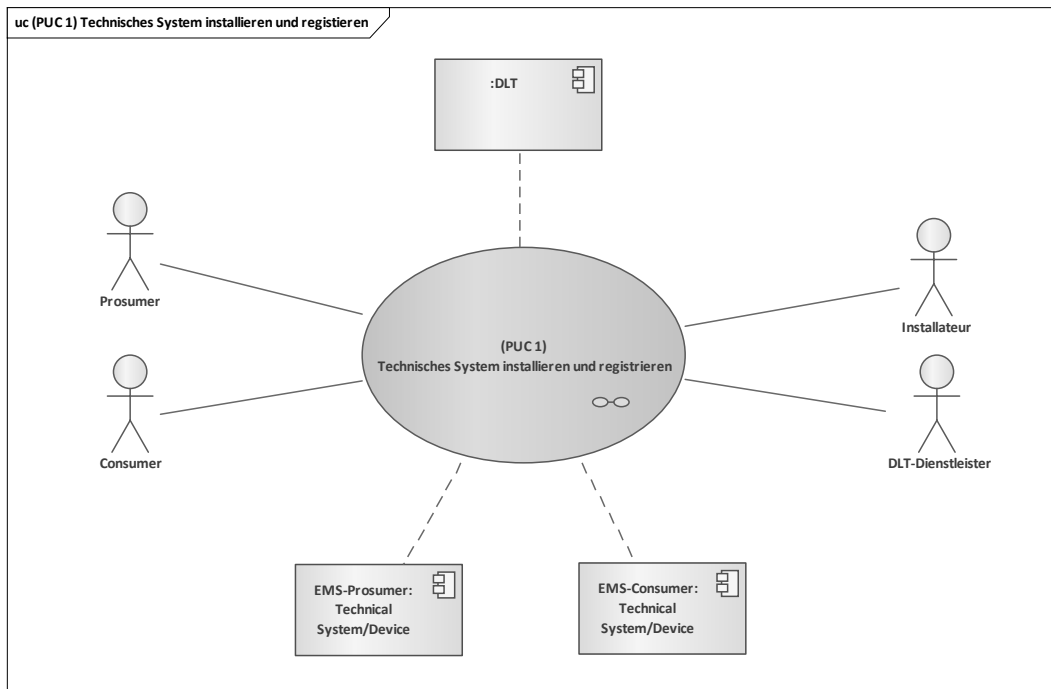 uc (PUC 1) Technisches System installieren und registieren
:DLT
Prosumer
Installateur
(PUC 1)
Technisches System installieren und registrieren
Consumer
DLT-Dienstleister
EMS-Prosumer:
Technical
System/Device
EMS-Consumer:
Technical
System/Device